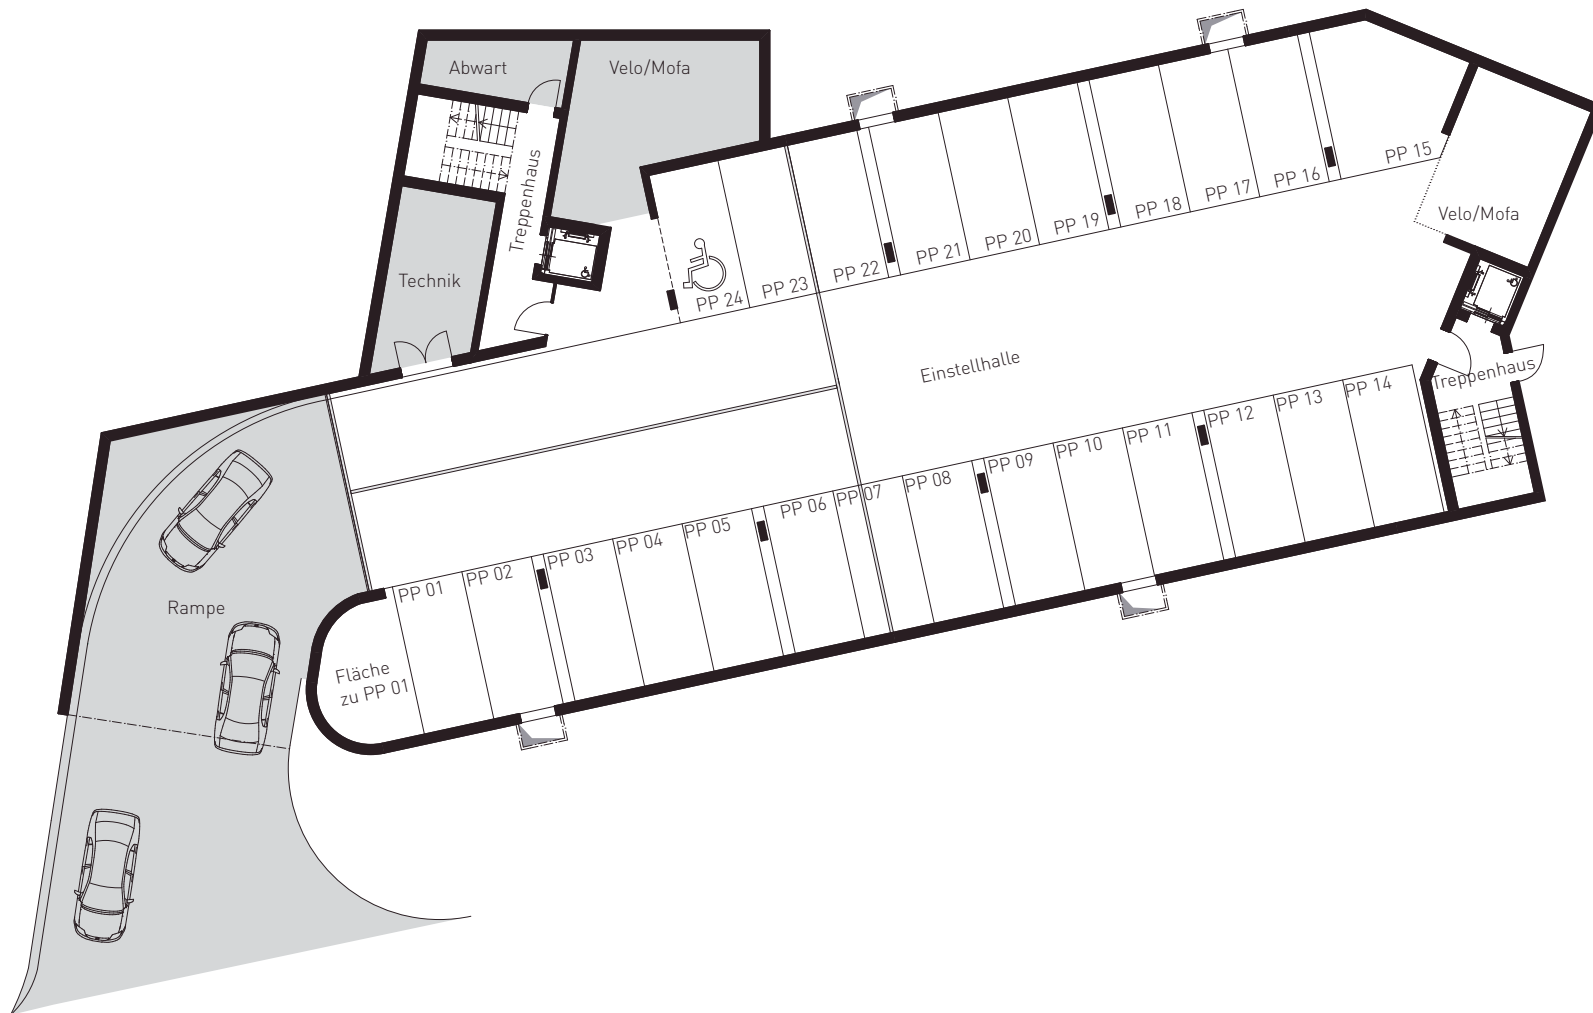 Abwart
Velo/Mofa
Treppenhaus
Technik
PP 24
PP 23
PP 22
PP 21
PP 20
PP 19
PP 18
PP 17
PP 16
PP 15
Velo/Mofa
Einstellhalle
Treppenhaus
PP 14
PP 13
PP 12
PP 11
PP 10
PP 09
PP 08
PP 07
PP 06
PP 05
PP 04
PP 03
PP 02
PP 01
Rampe
Fläche
zu PP 01